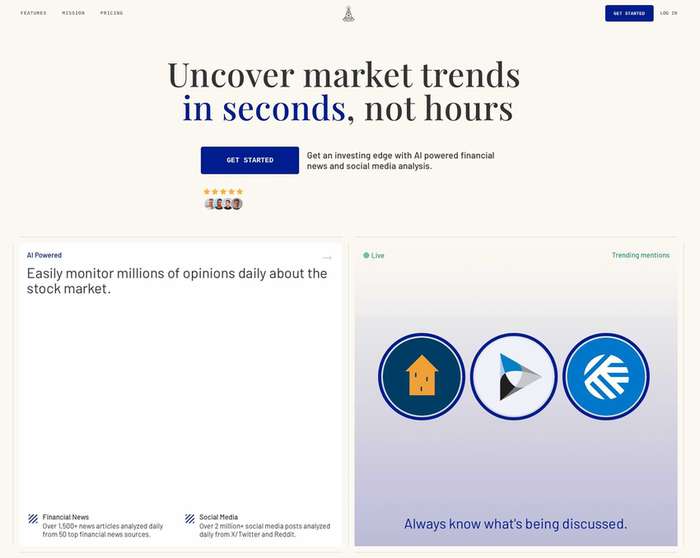 FEATURES
MISSION
PRICING
GET STARTED
LOG IN
Uncover market trends
in seconds, not hours
GET STARTED
Get an investing edge with AI powered financial
news and social media analysis.
AI Powered
Easily monitor millions of opinions daily about the
stock market.
Financial News
Over 1,500+ news articles analyzed daily
from 50 top financial news sources.
Social Media
Over 2 million+ social media posts analyzed
daily from X/Twitter and Reddit.
Live
Trending mentions
Always know what's being discussed.